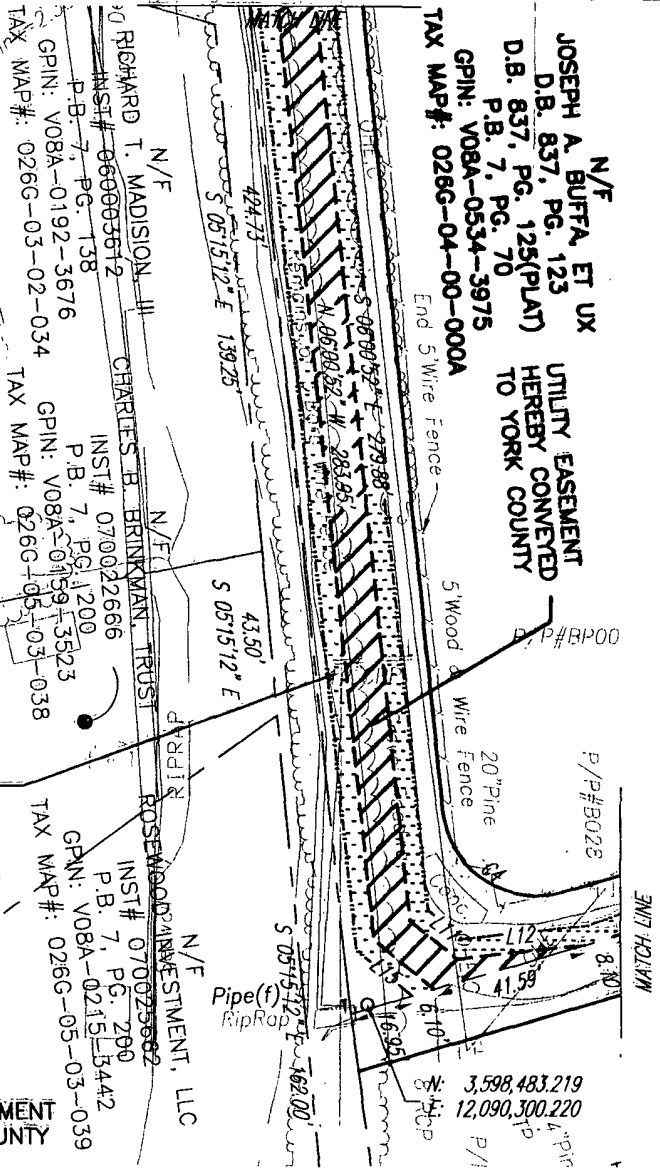 N/F
JOSEPH A. BUFFA, ET UX
D.B. 837, PG. 123
D.B. 837, PG. 125(PLAT)
P.B. 7, PG. 70
GPIN: V08A-0534-3975
TAX MAP#: 026G-04-00-000A
UTILITY EASEMENT
HEREBY CONVEYED
TO YORK COUNTY
P/P#BP00
P/P#B028
MATCH LINE
MATCH LINE
OHEL
End 5'Wire Fence
5'Wood & Wire Fence
20"Pine
Conc.
S 06'00'52" E 279.88'
N 06'00'52" W 283.95'
L12
8.10'
41.59'
L13
6.10'
16.95'
424.73'
S 05'15'12" E 139.25'
43.50'
S 05'15'12" E
S 05'15'12" E 162.00'
Pipe(f)
RipRap
RCP
N: 3,598,483.219
E: 12,090,300.220
RIPRAP
N/F
RICHARD T. MADISION, III
INST# 060003612
P.B. 7, PG. 138
GPIN: V08A-0192-3676
TAX MAP#: 026G-03-02-034
N/F
CHARLES B. BRINKMAN, TRUST
INST# 070022666
P.B. 7, PG. 200
GPIN: V08A-0159-3523
TAX MAP#: 026G-05-03-038
N/F
ROSEWOOD INVESTMENT, LLC
INST# 070025682
P.B. 7, PG. 200
GPIN: V08A-0215-3442
TAX MAP#: 026G-05-03-039
MENT
UNTY